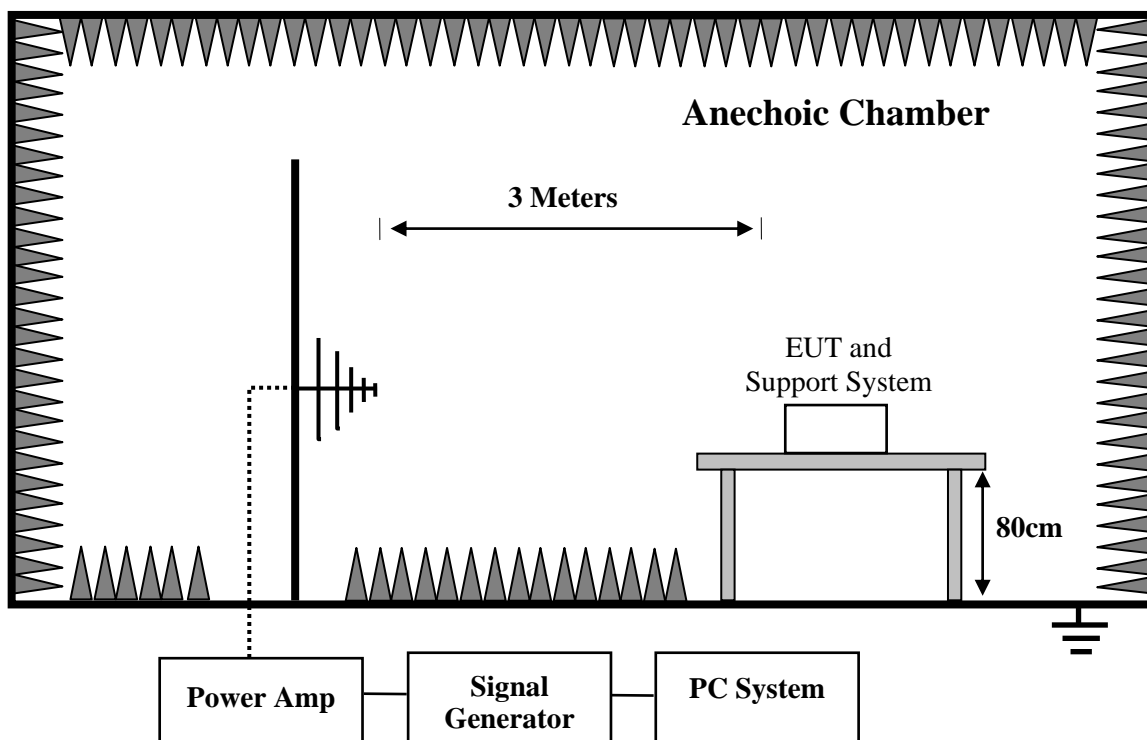 Anechoic Chamber
3 Meters
EUT and
Support System
80cm
Power Amp
Signal
Generator
PC System